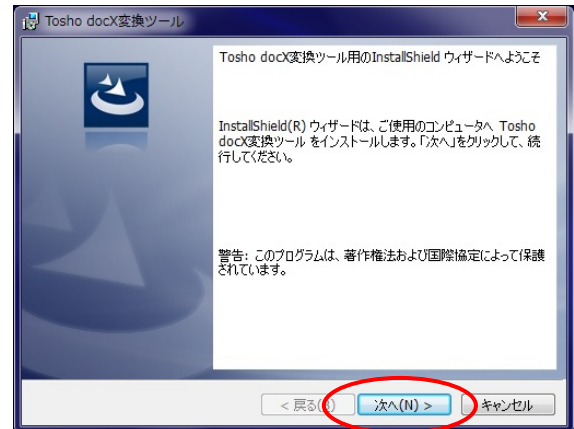 Tosho docX変換ツール
Tosho docX変換ツール用のInstallShield ウィザードへようこそ
InstallShield(R) ウィザードは、ご使用のコンピュータへ Tosho
docX変換ツール をインストールします。「次へ」をクリックして、続
行してください。
警告: このプログラムは、著作権法および国際協定によって保護
されています。
< 戻る(B) 次へ(N) > キャンセル